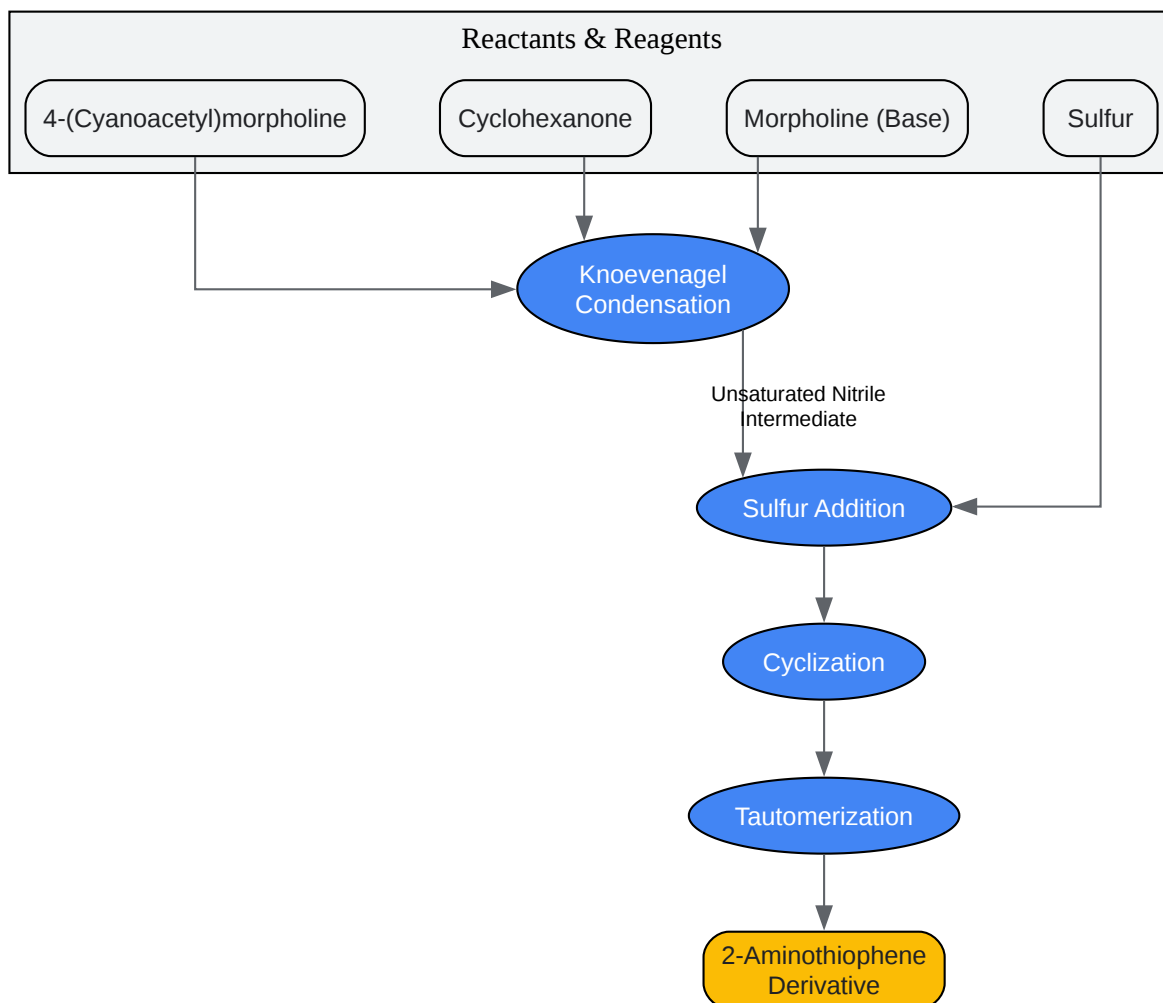 Reactants & Reagents
4-(Cyanoacetyl)morpholine
Cyclohexanone
Morpholine (Base)
Sulfur
Knoevenagel
Condensation
Unsaturated Nitrile
Intermediate
Sulfur Addition
Cyclization
Tautomerization
2-Aminothiophene
Derivative